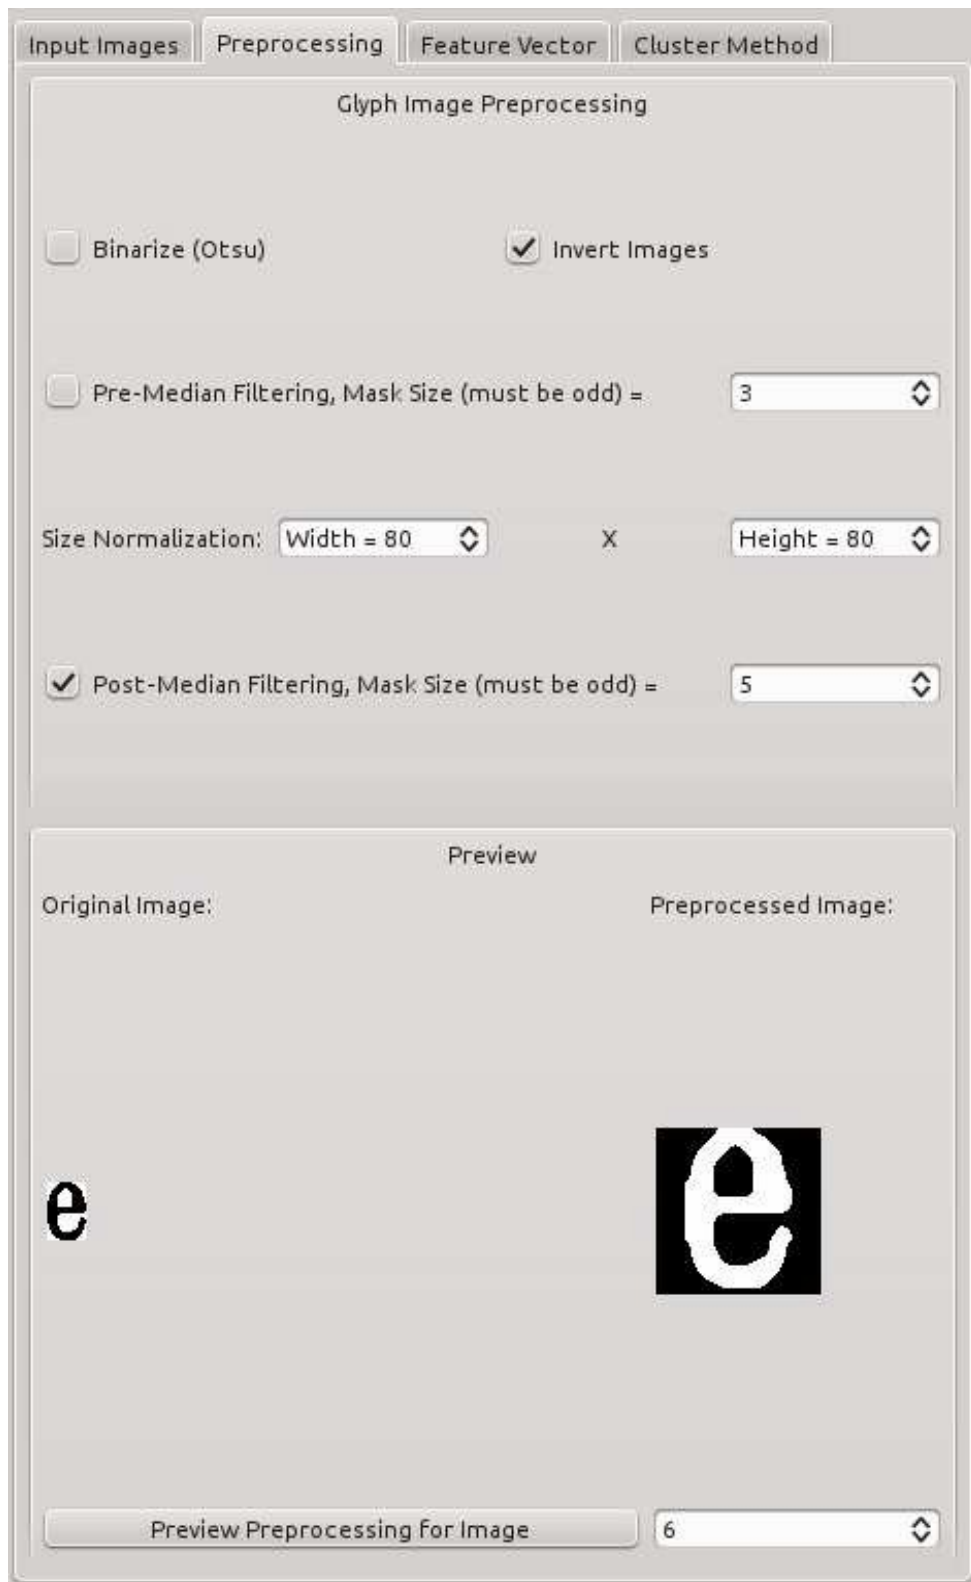 Input Images Preprocessing Feature Vector Cluster Method
Glyph Image Preprocessing
Binarize (Otsu) Invert Images
Pre-Median Filtering, Mask Size (must be odd) = 3
Size Normalization: Width = 80 X Height = 80
Post-Median Filtering, Mask Size (must be odd) = 5
Preview
Original Image: Preprocessed Image:
e e
Preview Preprocessing for Image 6